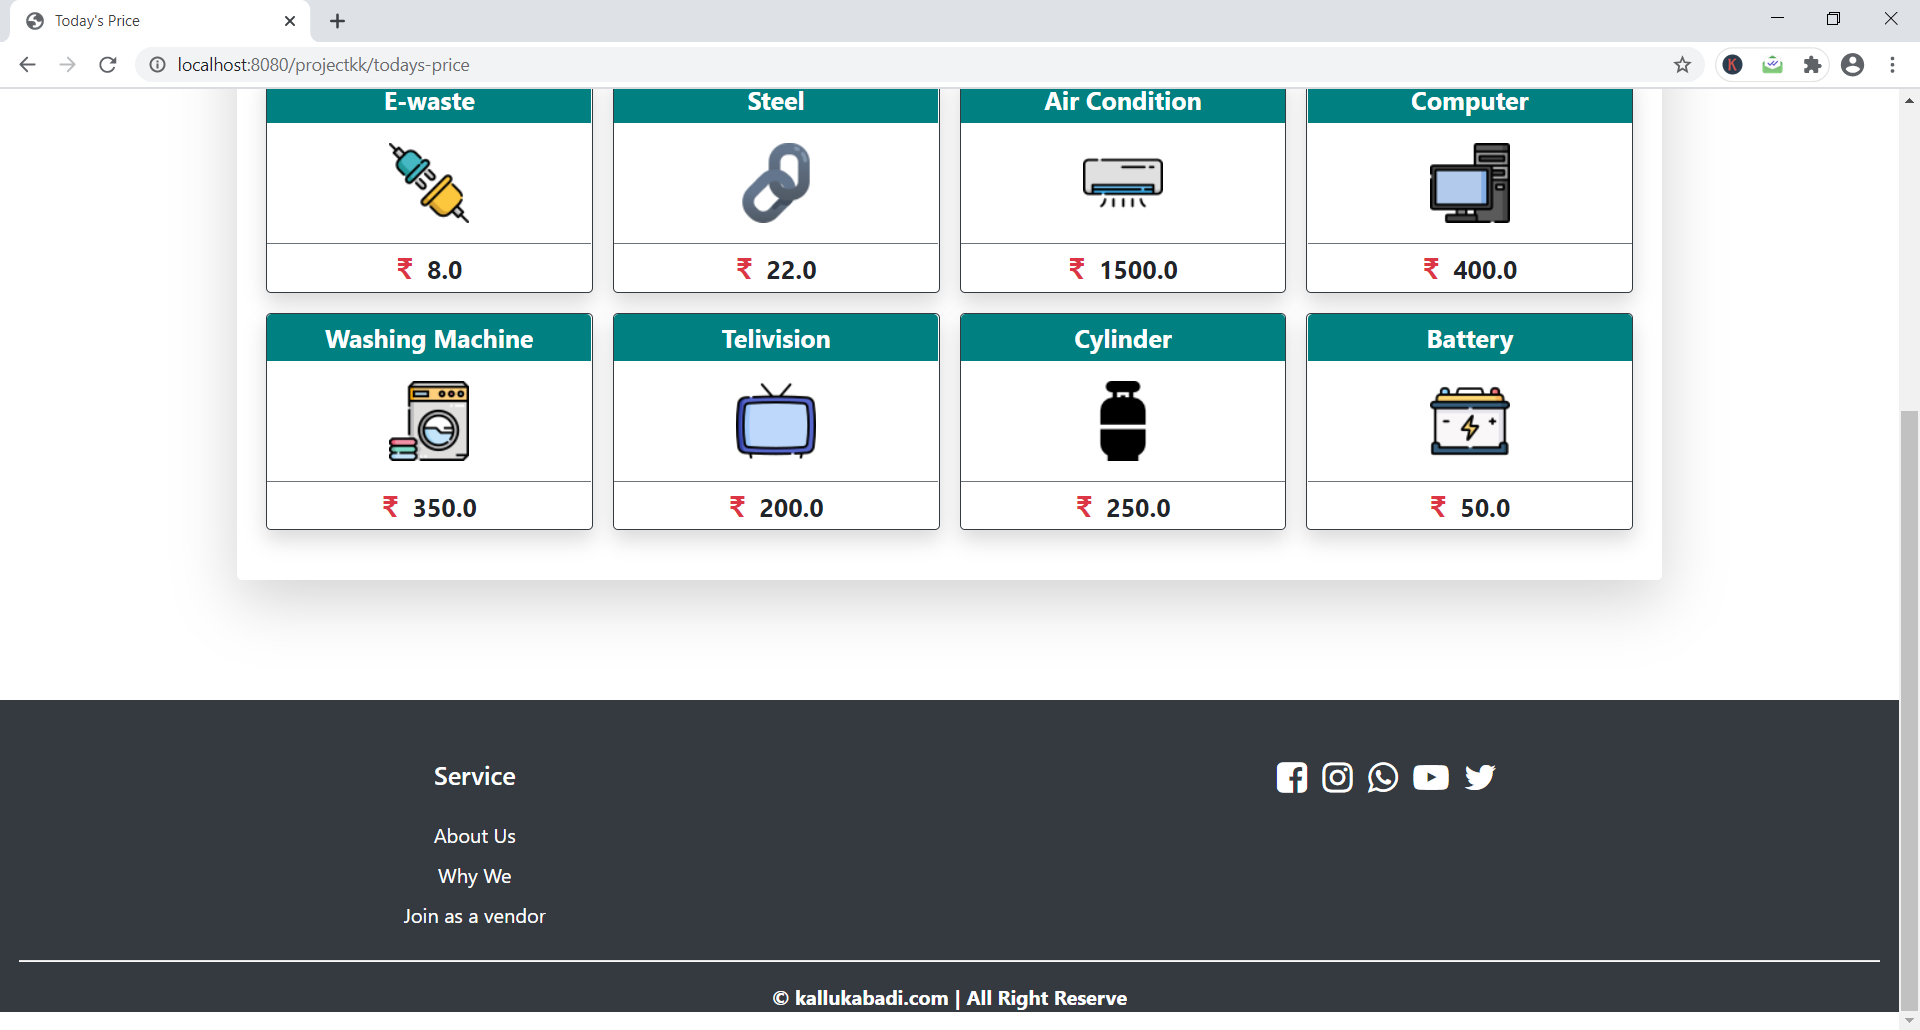 Today's Price
localhost:8080/projectkk/todays-price
K
E-waste
Steel
Air Condition
Computer
₹ 8.0
₹ 22.0
₹ 1500.0
₹ 400.0
Washing Machine
Telivision
Cylinder
Battery
₹ 350.0
₹ 200.0
₹ 250.0
₹ 50.0
Service
About Us
Why We
Join as a vendor
© kallukabadi.com | All Right Reserve